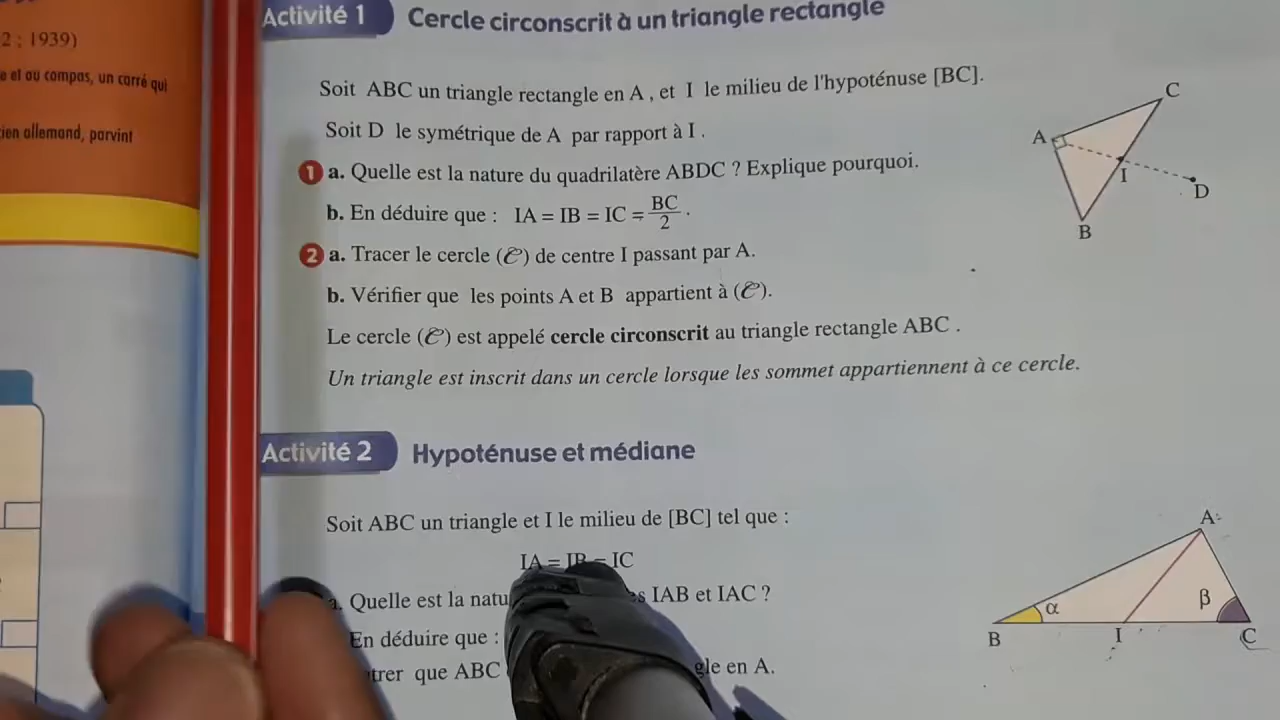 2 ; 1939)
e et au compas, un carré qui
ien allemand, parvint
Activité 1 Cercle circonscrit à un triangle rectangle
Soit ABC un triangle rectangle en A , et I le milieu de l'hypoténuse [BC].
Soit D le symétrique de A par rapport à I .
1 a. Quelle est la nature du quadrilatère ABDC ? Explique pourquoi.
b. En déduire que : IA = IB = IC = BC/2 .
2 a. Tracer le cercle (𝒞) de centre I passant par A.
b. Vérifier que les points A et B appartient à (𝒞).
Le cercle (𝒞) est appelé cercle circonscrit au triangle rectangle ABC .
Un triangle est inscrit dans un cercle lorsque les sommet appartiennent à ce cercle.
C
A
I
D
B
Activité 2 Hypoténuse et médiane
Soit ABC un triangle et I le milieu de [BC] tel que :
IA = IB = IC
a. Quelle est la IAB et IAC ?
En déduire que :
que ABC en A.
A
α
β
B
I
C